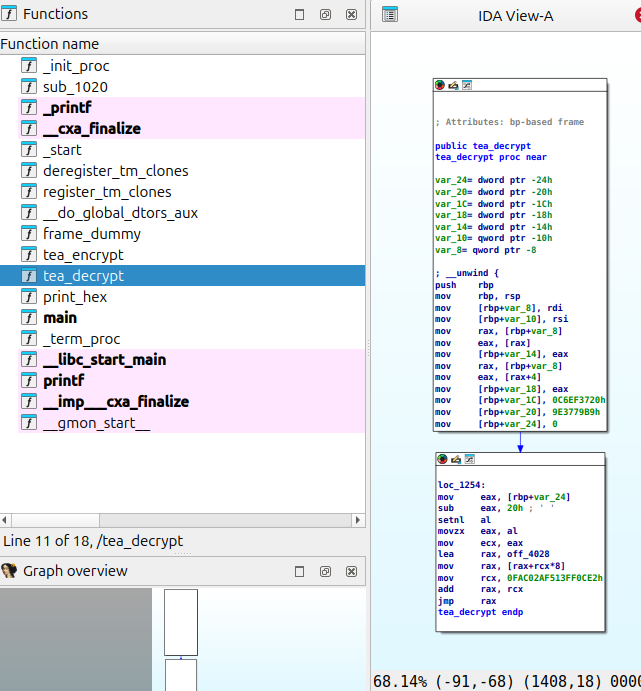 Functions
Function name
_init_proc
sub_1020
_printf
__cxa_finalize
_start
deregister_tm_clones
register_tm_clones
__do_global_dtors_aux
frame_dummy
tea_encrypt
tea_decrypt
print_hex
main
_term_proc
__libc_start_main
printf
__imp___cxa_finalize
__gmon_start__
Line 11 of 18, /tea_decrypt
Graph overview
IDA View-A
; Attributes: bp-based frame
public tea_decrypt
tea_decrypt proc near
var_24= dword ptr -24h
var_20= dword ptr -20h
var_1C= dword ptr -1Ch
var_18= dword ptr -18h
var_14= dword ptr -14h
var_10= qword ptr -10h
var_8= qword ptr -8
; __unwind {
push rbp
mov rbp, rsp
mov [rbp+var_8], rdi
mov [rbp+var_10], rsi
mov rax, [rbp+var_8]
mov eax, [rax]
mov [rbp+var_14], eax
mov rax, [rbp+var_8]
mov eax, [rax+4]
mov [rbp+var_18], eax
mov [rbp+var_1C], 0C6EF3720h
mov [rbp+var_20], 9E3779B9h
mov [rbp+var_24], 0
loc_1254:
mov eax, [rbp+var_24]
sub eax, 20h ; ' '
setnl al
movzx eax, al
mov ecx, eax
lea rax, off_4028
mov rax, [rax+rcx*8]
mov rcx, 0FAC02AF513FF0CE2h
add rax, rcx
jmp rax
tea_decrypt endp
68.14% (-91,-68) (1408,18) 0000